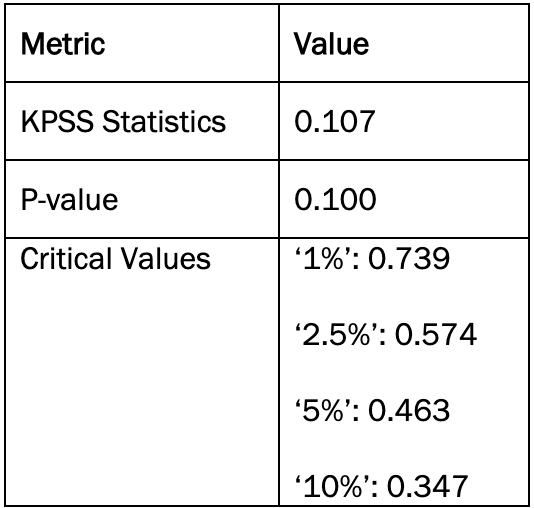 Metric Value
KPSS Statistics 0.107
P-value 0.100
Critical Values ‘1%’: 0.739
‘2.5%’: 0.574
‘5%’: 0.463
‘10%’: 0.347